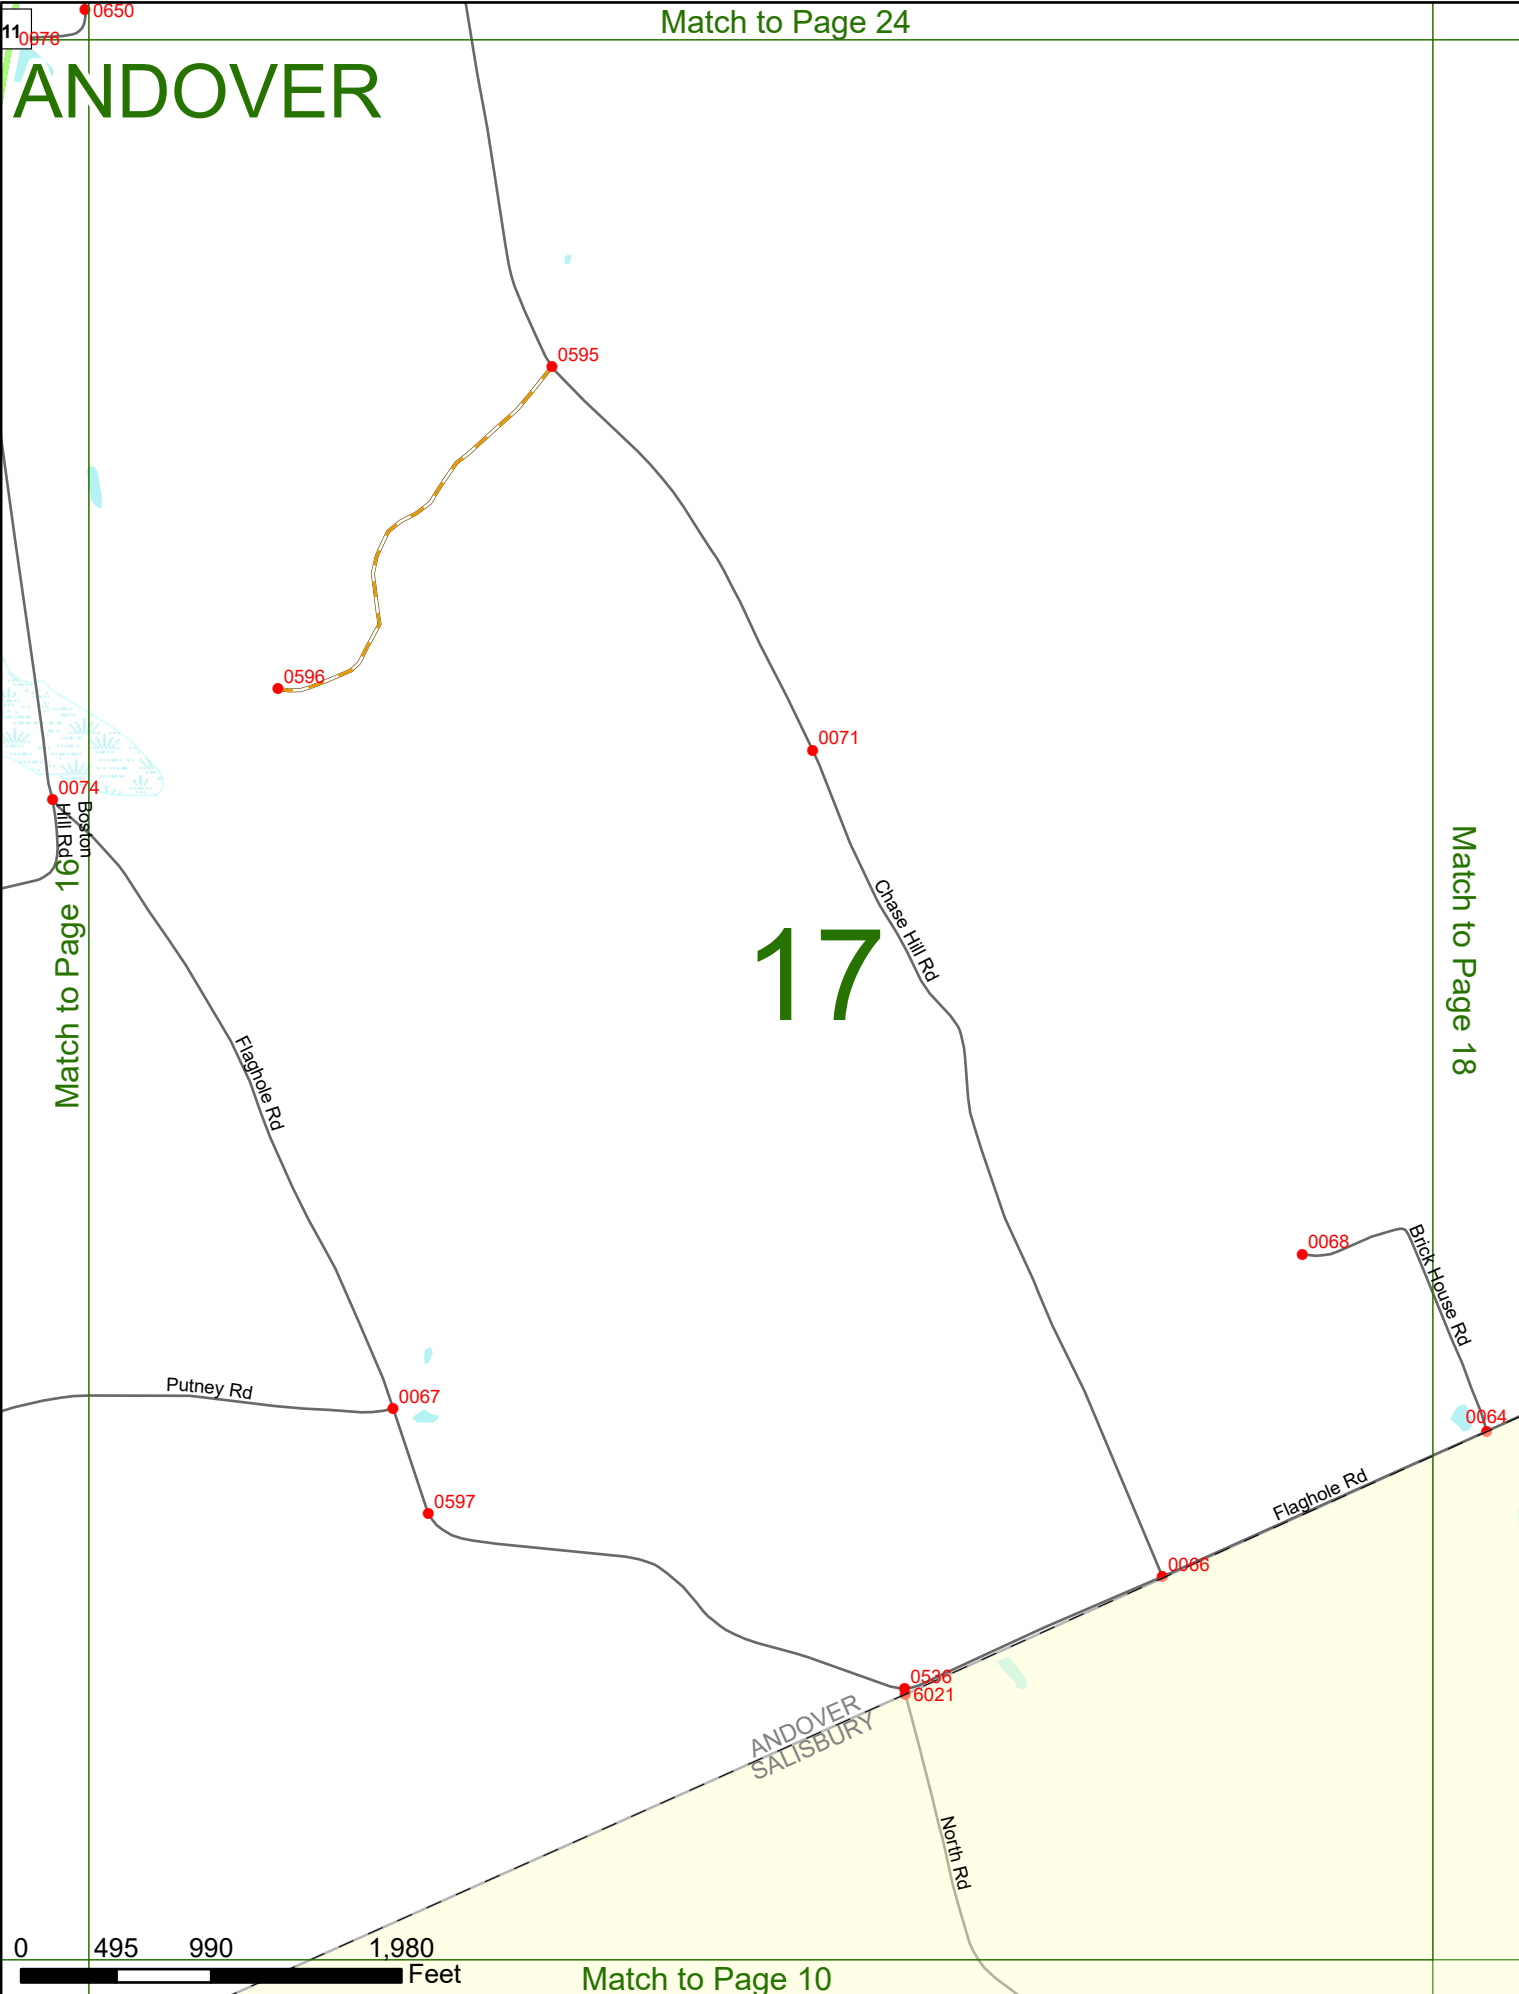 0650
Match to Page 24
11
0076
ANDOVER
0595
0596
0071
0074
Boston
Hill Rd
Match to Page 16
Match to Page 18
Chase Hill Rd
17
Flaghole Rd
0068
Brick House Rd
Putney Rd
0067
0064
Flaghole Rd
0597
0066
0536
6021
ANDOVER
SALISBURY
North Rd
0 495 990 1,980
Feet
Match to Page 10